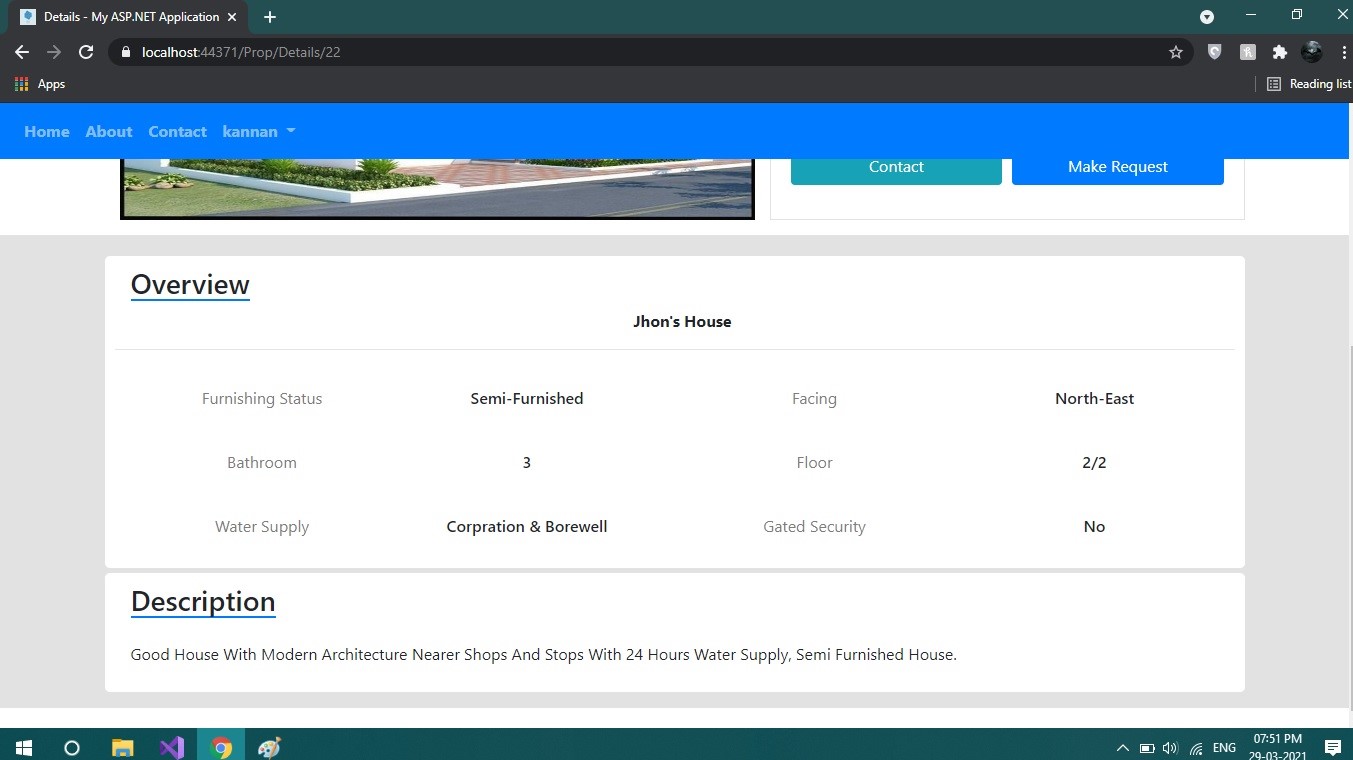 Details - My ASP.NET Application
localhost:44371/Prop/Details/22
Apps
Reading list
Home About Contact kannan
Contact Make Request
Overview
Jhon's House
Furnishing Status Semi-Furnished Facing North-East
Bathroom 3 Floor 2/2
Water Supply Corpration & Borewell Gated Security No
Description
Good House With Modern Architecture Nearer Shops And Stops With 24 Hours Water Supply, Semi Furnished House.
ENG
07:51 PM
29-03-2021